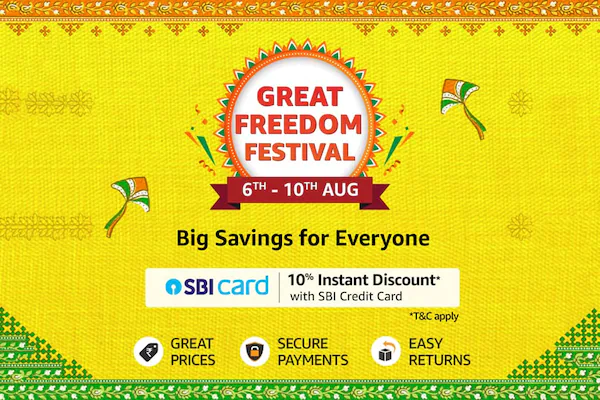 GREAT
FREEDOM
FESTIVAL
6TH - 10TH AUG
Big Savings for Everyone
SBI card
10% Instant Discount*
with SBI Credit Card
*T&C apply
GREAT
PRICES
SECURE
PAYMENTS
EASY
RETURNS